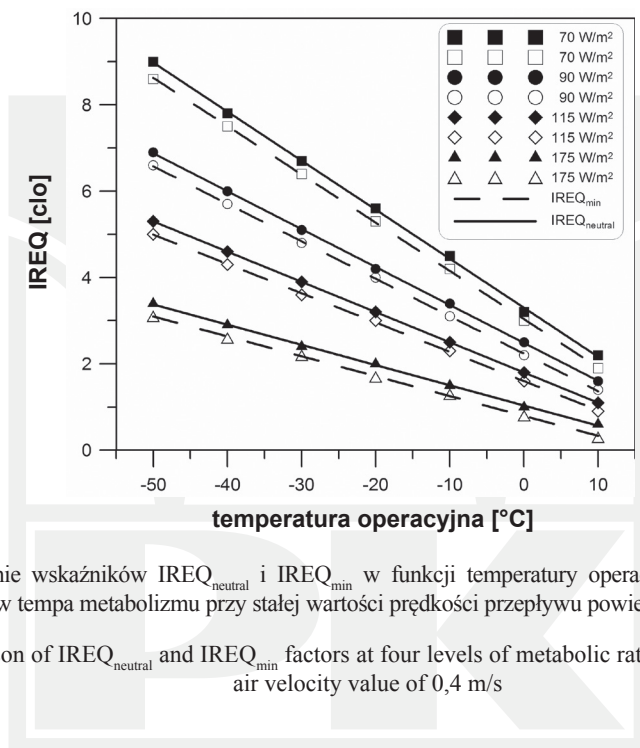 10
8
6
4
2
0
IREQ [clo]
70 W/m²
70 W/m²
90 W/m²
90 W/m²
115 W/m²
115 W/m²
175 W/m²
175 W/m²
IREQmin
IREQneutral
-50 -40 -30 -20 -10 0 10
temperatura operacyjna [°C]
nie wskaźników IREQneutral i IREQmin w funkcji temperatury opera
w tempa metabolizmu przy stałej wartości prędkości przepływu powie
on of IREQneutral and IREQmin factors at four levels of metabolic rat
air velocity value of 0,4 m/s
PK